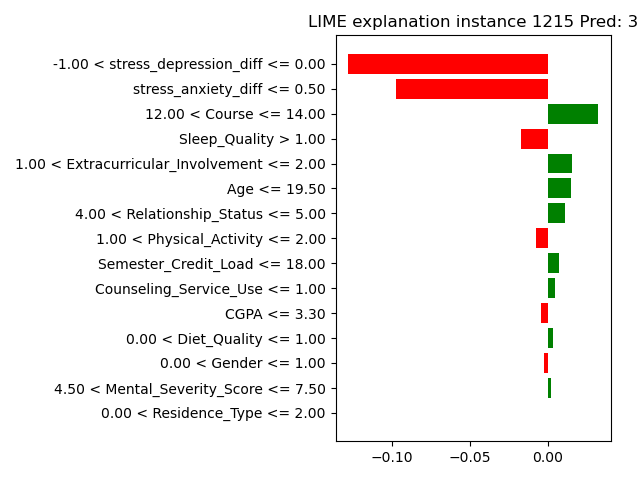 LIME explanation instance 1215 Pred: 3
-1.00 < stress_depression_diff <= 0.00
stress_anxiety_diff <= 0.50
12.00 < Course <= 14.00
Sleep_Quality > 1.00
1.00 < Extracurricular_Involvement <= 2.00
Age <= 19.50
4.00 < Relationship_Status <= 5.00
1.00 < Physical_Activity <= 2.00
Semester_Credit_Load <= 18.00
Counseling_Service_Use <= 1.00
CGPA <= 3.30
0.00 < Diet_Quality <= 1.00
0.00 < Gender <= 1.00
4.50 < Mental_Severity_Score <= 7.50
0.00 < Residence_Type <= 2.00
−0.10 −0.05 0.00